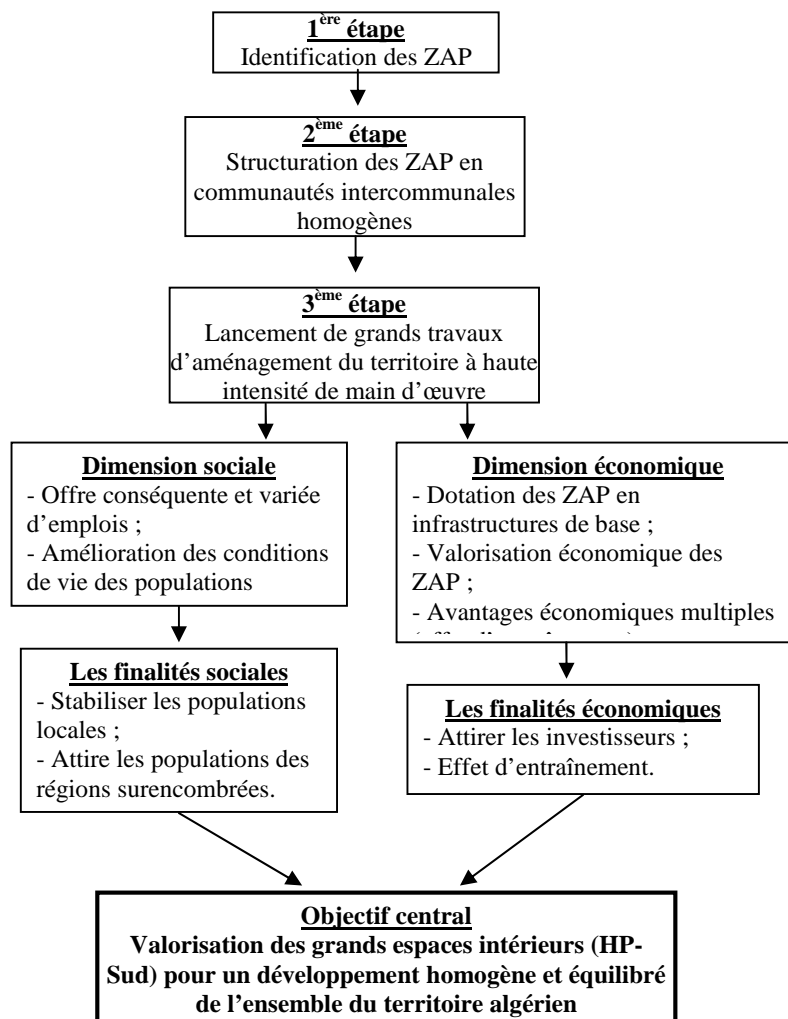 1ère étape
Identification des ZAP
2ème étape
Structuration des ZAP en
communautés intercommunales
homogènes
3ème étape
Lancement de grands travaux
d’aménagement du territoire à haute
intensité de main d’œuvre
Dimension sociale
- Offre conséquente et variée
d’emplois ;
- Amélioration des conditions
de vie des populations
Dimension économique
- Dotation des ZAP en
infrastructures de base ;
- Valorisation économique des
ZAP ;
- Avantages économiques multiples
Les finalités sociales
- Stabiliser les populations
locales ;
- Attire les populations des
régions surencombrées.
Les finalités économiques
- Attirer les investisseurs ;
- Effet d’entraînement.
Objectif central
Valorisation des grands espaces intérieurs (HP-
Sud) pour un développement homogène et équilibré
de l’ensemble du territoire algérien